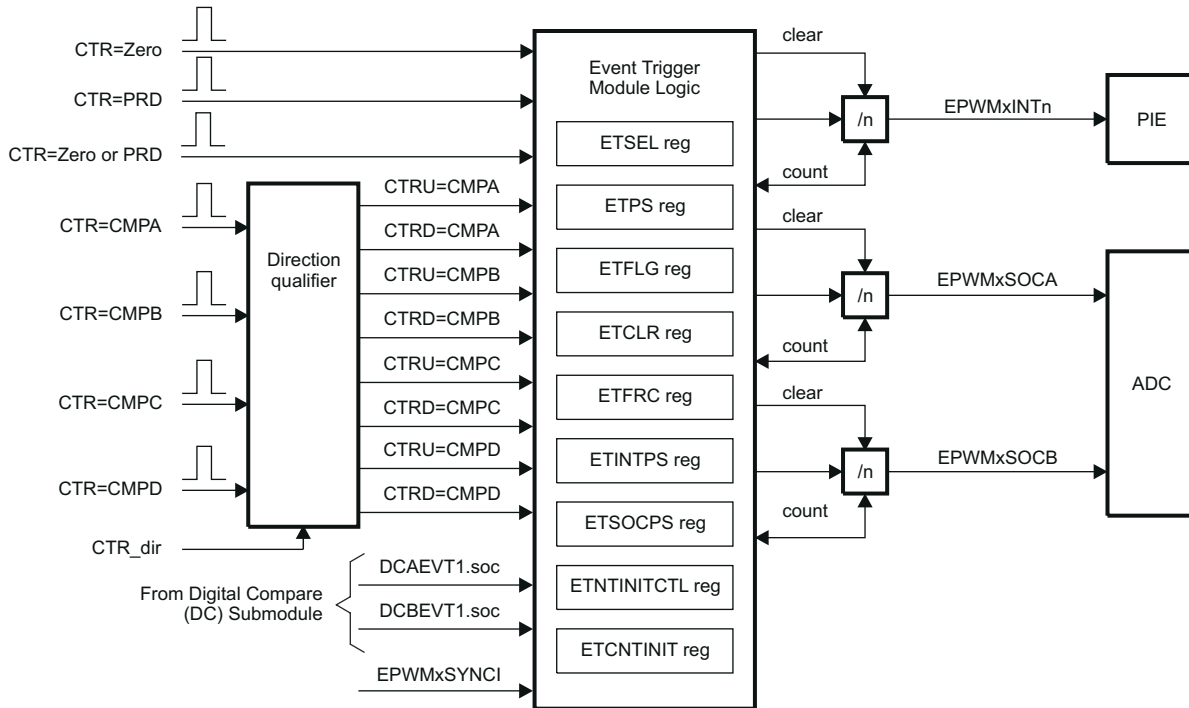 CTR=Zero
CTR=PRD
CTR=Zero or PRD
CTR=CMPA
CTR=CMPB
CTR=CMPC
CTR=CMPD
CTR_dir
Direction
qualifier
CTRU=CMPA
CTRD=CMPA
CTRU=CMPB
CTRD=CMPB
CTRU=CMPC
CTRD=CMPC
CTRU=CMPD
CTRD=CMPD
From Digital Compare
(DC) Submodule
DCAEVT1.soc
DCBEVT1.soc
EPWMxSYNCI
Event Trigger
Module Logic
ETSEL reg
ETPS reg
ETFLG reg
ETCLR reg
ETFRC reg
ETINTPS reg
ETSOCPS reg
ETNTINITCTL reg
ETCNTINIT reg
clear
/n
count
EPWMxINTn
PIE
clear
/n
count
EPWMxSOCA
clear
/n
count
EPWMxSOCB
ADC